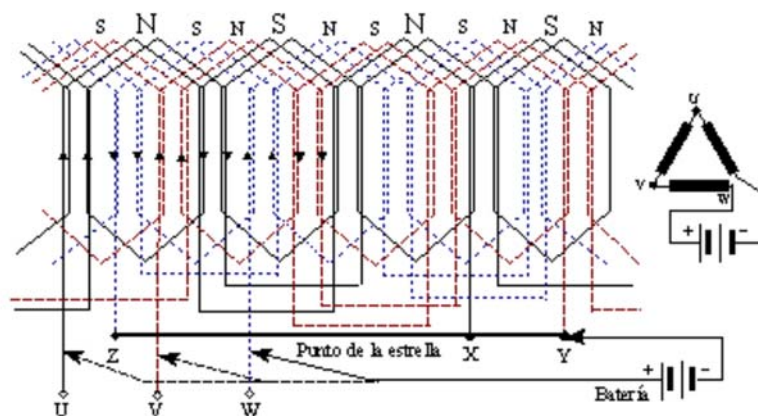 S N S N S N S N S N S N
U
V
W
+ −
Z Punto de la estrella X Y
+ −
Batería
U V W